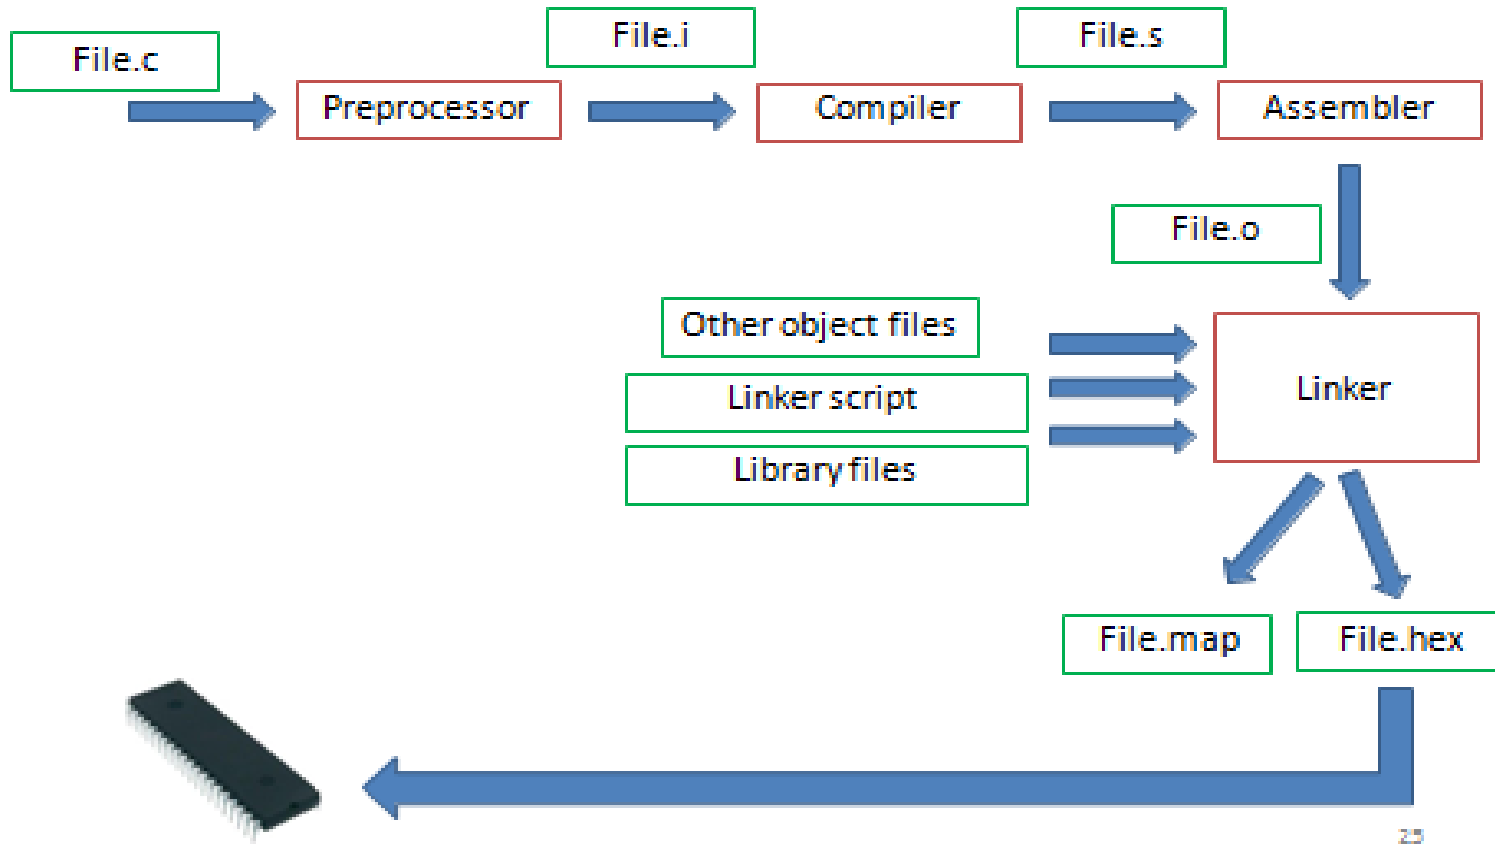 File.c
File.i
File.s
Preprocessor
Compiler
Assembler
File.o
Other object files
Linker script
Library files
Linker
File.map
File.hex
25